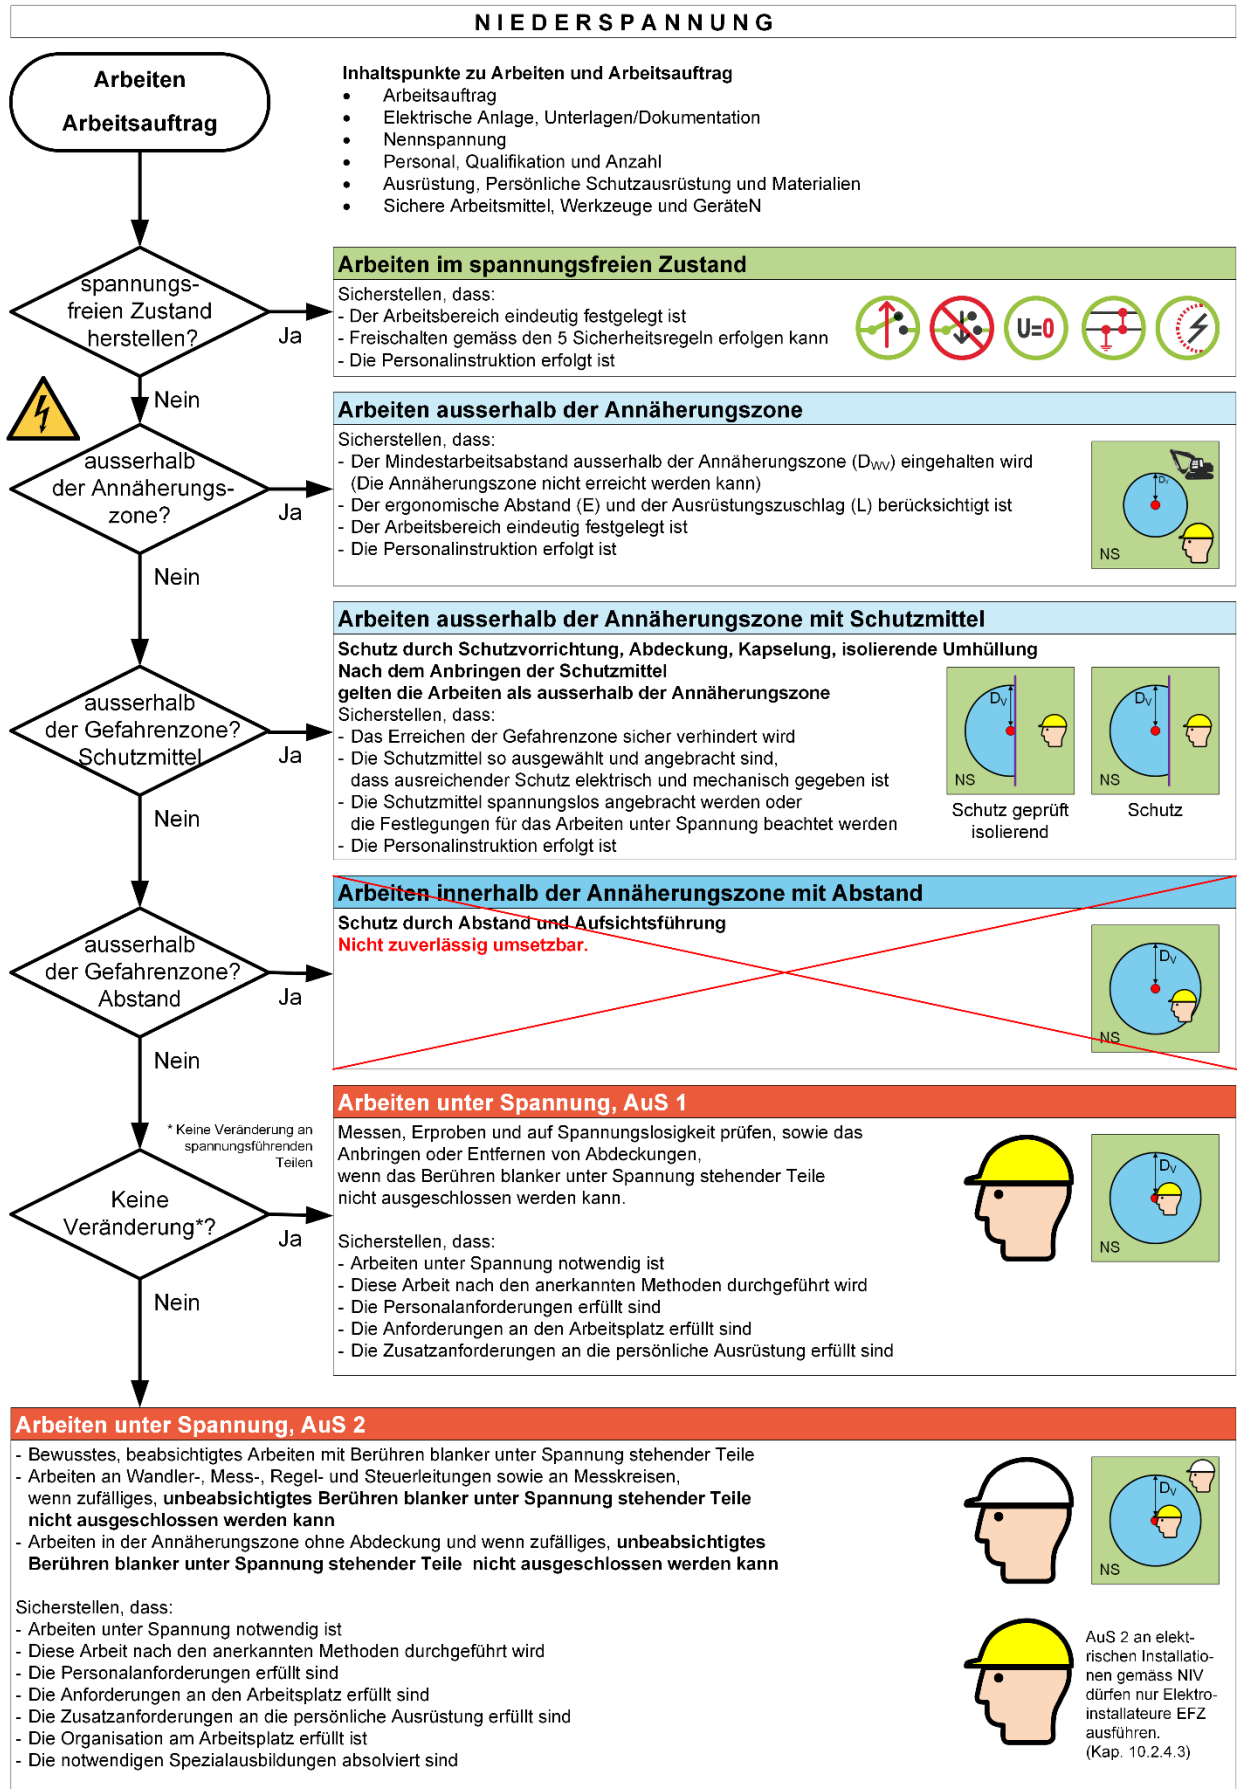 NIEDERSPANNUNG
Arbeiten
Arbeitsauftrag
Inhaltspunkte zu Arbeiten und Arbeitsauftrag
• Arbeitsauftrag
• Elektrische Anlage, Unterlagen/Dokumentation
• Nennspannung
• Personal, Qualifikation und Anzahl
• Ausrüstung, Persönliche Schutzausrüstung und Materialien
• Sichere Arbeitsmittel, Werkzeuge und GeräteN
spannungs-
freien Zustand
herstellen?
Ja
Nein
Arbeiten im spannungsfreien Zustand
Sicherstellen, dass:
- Der Arbeitsbereich eindeutig festgelegt ist
- Freischalten gemäss den 5 Sicherheitsregeln erfolgen kann
- Die Personalinstruktion erfolgt ist
U=0
ausserhalb
der Annäherungs-
zone?
Ja
Nein
Arbeiten ausserhalb der Annäherungszone
Sicherstellen, dass:
- Der Mindestarbeitsabstand ausserhalb der Annäherungszone (DWV) eingehalten wird
(Die Annäherungszone nicht erreicht werden kann)
- Der ergonomische Abstand (E) und der Ausrüstungszuschlag (L) berücksichtigt ist
- Der Arbeitsbereich eindeutig festgelegt ist
- Die Personalinstruktion erfolgt ist
DV
NS
ausserhalb
der Gefahrenzone?
Schutzmittel
Ja
Nein
Arbeiten ausserhalb der Annäherungszone mit Schutzmittel
Schutz durch Schutzvorrichtung, Abdeckung, Kapselung, isolierende Umhüllung
Nach dem Anbringen der Schutzmittel
gelten die Arbeiten als ausserhalb der Annäherungszone
Sicherstellen, dass:
- Das Erreichen der Gefahrenzone sicher verhindert wird
- Die Schutzmittel so ausgewählt und angebracht sind,
dass ausreichender Schutz elektrisch und mechanisch gegeben ist
- Die Schutzmittel spannungslos angebracht werden oder
die Festlegungen für das Arbeiten unter Spannung beachtet werden
- Die Personalinstruktion erfolgt ist
DV
NS
Schutz geprüft
isolierend
DV
NS
Schutz
ausserhalb
der Gefahrenzone?
Abstand
Ja
Nein
Arbeiten innerhalb der Annäherungszone mit Abstand
Schutz durch Abstand und Aufsichtsführung
Nicht zuverlässig umsetzbar.
DV
NS
* Keine Veränderung an
spannungsführenden
Teilen
Keine
Veränderung*?
Ja
Nein
Arbeiten unter Spannung, AuS 1
Messen, Erproben und auf Spannungslosigkeit prüfen, sowie das
Anbringen oder Entfernen von Abdeckungen,
wenn das Berühren blanker unter Spannung stehender Teile
nicht ausgeschlossen werden kann.
Sicherstellen, dass:
- Arbeiten unter Spannung notwendig ist
- Diese Arbeit nach den anerkannten Methoden durchgeführt wird
- Die Personalanforderungen erfüllt sind
- Die Anforderungen an den Arbeitsplatz erfüllt sind
- Die Zusatzanforderungen an die persönliche Ausrüstung erfüllt sind
DV
NS
Arbeiten unter Spannung, AuS 2
- Bewusstes, beabsichtigtes Arbeiten mit Berühren blanker unter Spannung stehender Teile
- Arbeiten an Wandler-, Mess-, Regel- und Steuerleitungen sowie an Messkreisen,
wenn zufälliges, unbeabsichtigtes Berühren blanker unter Spannung stehender Teile
nicht ausgeschlossen werden kann
- Arbeiten in der Annäherungszone ohne Abdeckung und wenn zufälliges, unbeabsichtigtes
Berühren blanker unter Spannung stehender Teile nicht ausgeschlossen werden kann
Sicherstellen, dass:
- Arbeiten unter Spannung notwendig ist
- Diese Arbeit nach den anerkannten Methoden durchgeführt wird
- Die Personalanforderungen erfüllt sind
- Die Anforderungen an den Arbeitsplatz erfüllt sind
- Die Zusatzanforderungen an die persönliche Ausrüstung erfüllt sind
- Die Organisation am Arbeitsplatz erfüllt ist
- Die notwendigen Spezialausbildungen absolviert sind
DV
NS
AuS 2 an elekt-
rischen Installatio-
nen gemäss NIV
dürfen nur Elektro-
installateure EFZ
ausführen.
(Kap. 10.2.4.3)